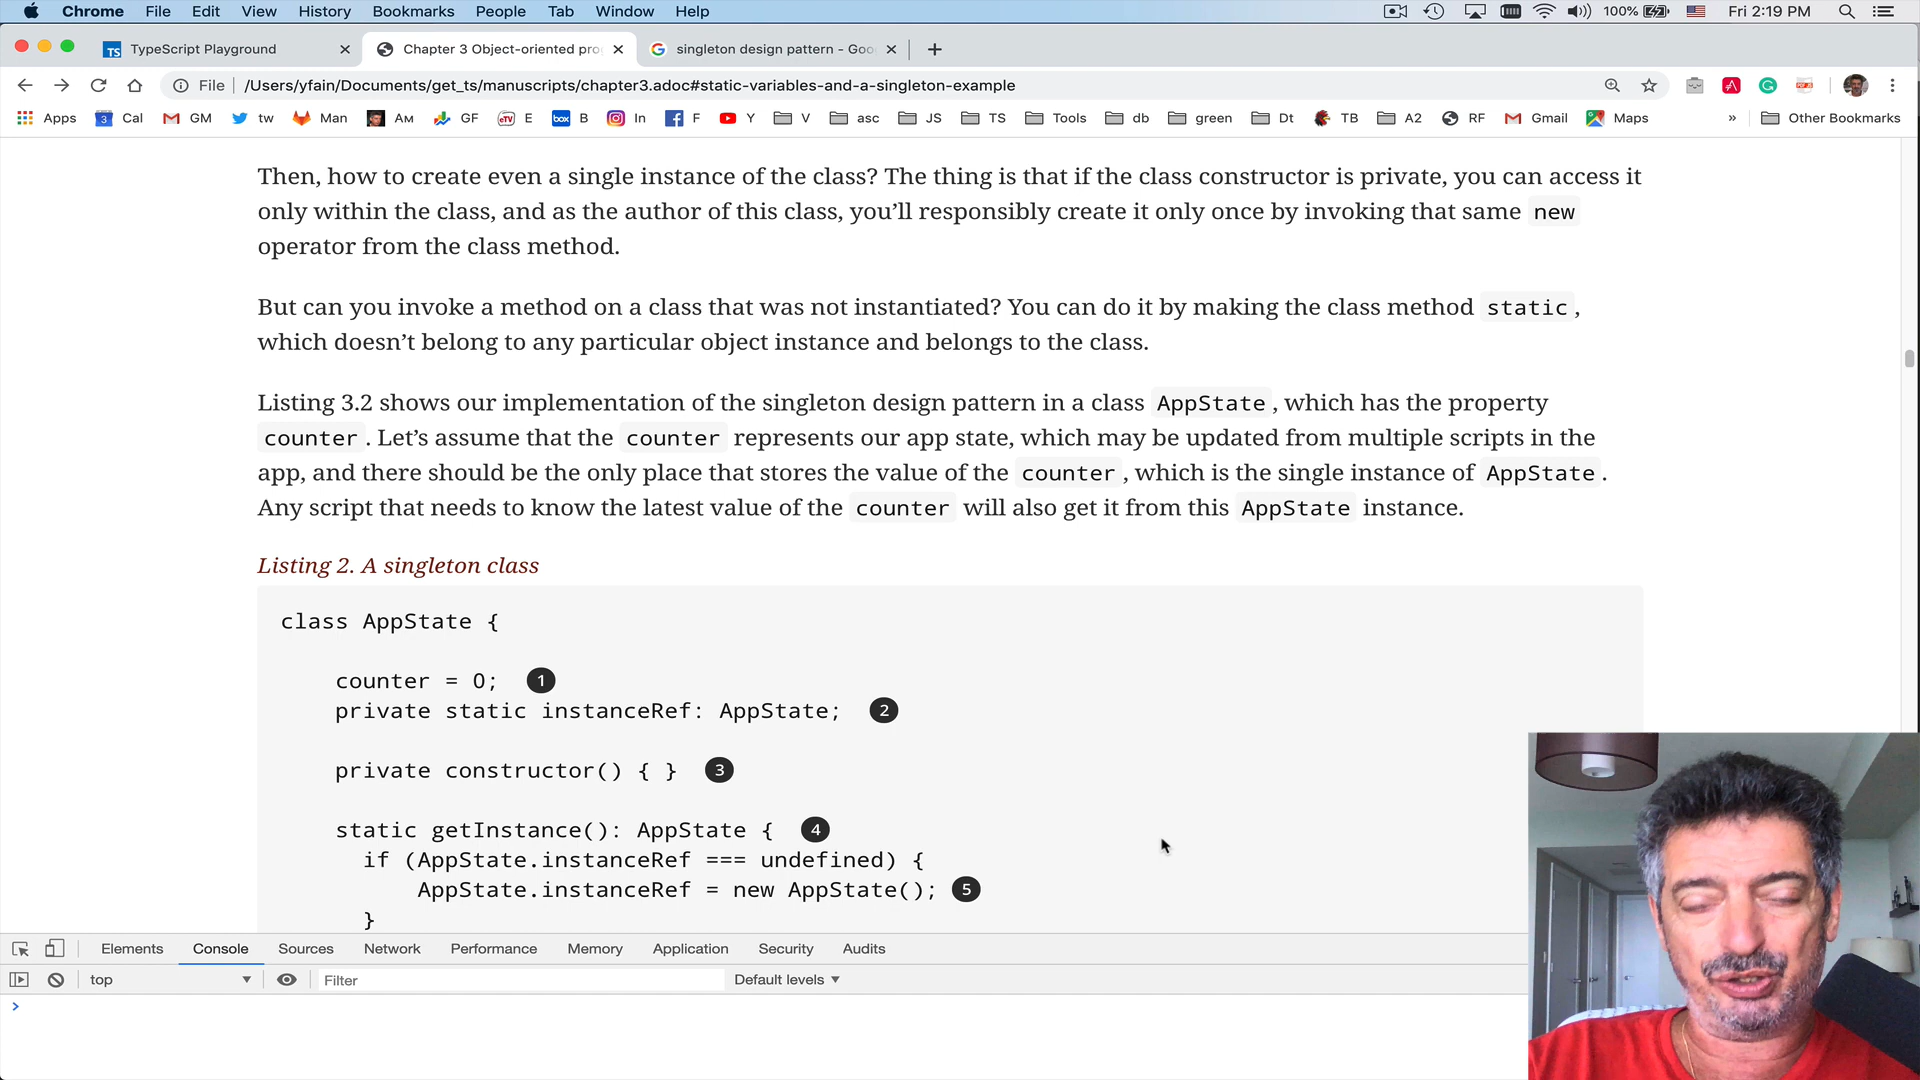 Chrome File Edit View History Bookmarks People Tab Window Help 100% Fri 2:19 PM
TS TypeScript Playground Chapter 3 Object-oriented pro singleton design pattern - Goo
File /Users/yfain/Documents/get_ts/manuscripts/chapter3.adoc#static-variables-and-a-singleton-example
Apps 3 Cal GM tw Man Ам GF eTV E box B In F Y V asc JS TS Tools db green Dt TB A2 RF Gmail Maps » Other Bookmarks
Then, how to create even a single instance of the class? The thing is that if the class constructor is private, you can access it
only within the class, and as the author of this class, you’ll responsibly create it only once by invoking that same new
operator from the class method.
But can you invoke a method on a class that was not instantiated? You can do it by making the class method static,
which doesn’t belong to any particular object instance and belongs to the class.
Listing 3.2 shows our implementation of the singleton design pattern in a class AppState, which has the property
counter. Let’s assume that the counter represents our app state, which may be updated from multiple scripts in the
app, and there should be the only place that stores the value of the counter, which is the single instance of AppState.
Any script that needs to know the latest value of the counter will also get it from this AppState instance.
Listing 2. A singleton class
class AppState {
counter = 0; 1
private static instanceRef: AppState; 2
private constructor() { } 3
static getInstance(): AppState { 4
if (AppState.instanceRef === undefined) {
AppState.instanceRef = new AppState(); 5
}
Elements Console Sources Network Performance Memory Application Security Audits
top Filter Default levels
>